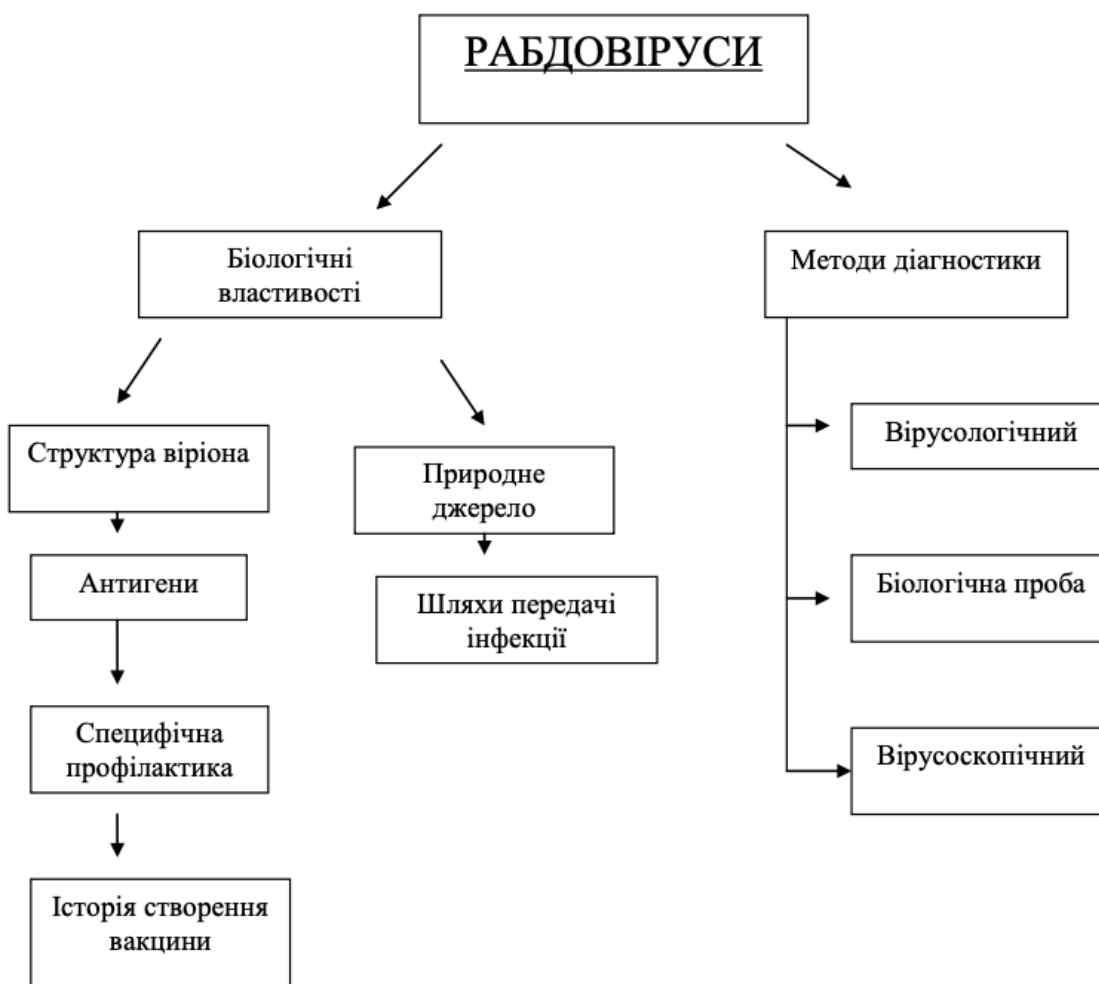 РАБДОВІРУСИ
Біологічні
властивості
Методи діагностики
Структура віріона
Природне
джерело
Вірусологічний
Антигени
Шляхи передачі
інфекції
Біологічна проба
Специфічна
профілактика
Вірусоскопічний
Історія створення
вакцини